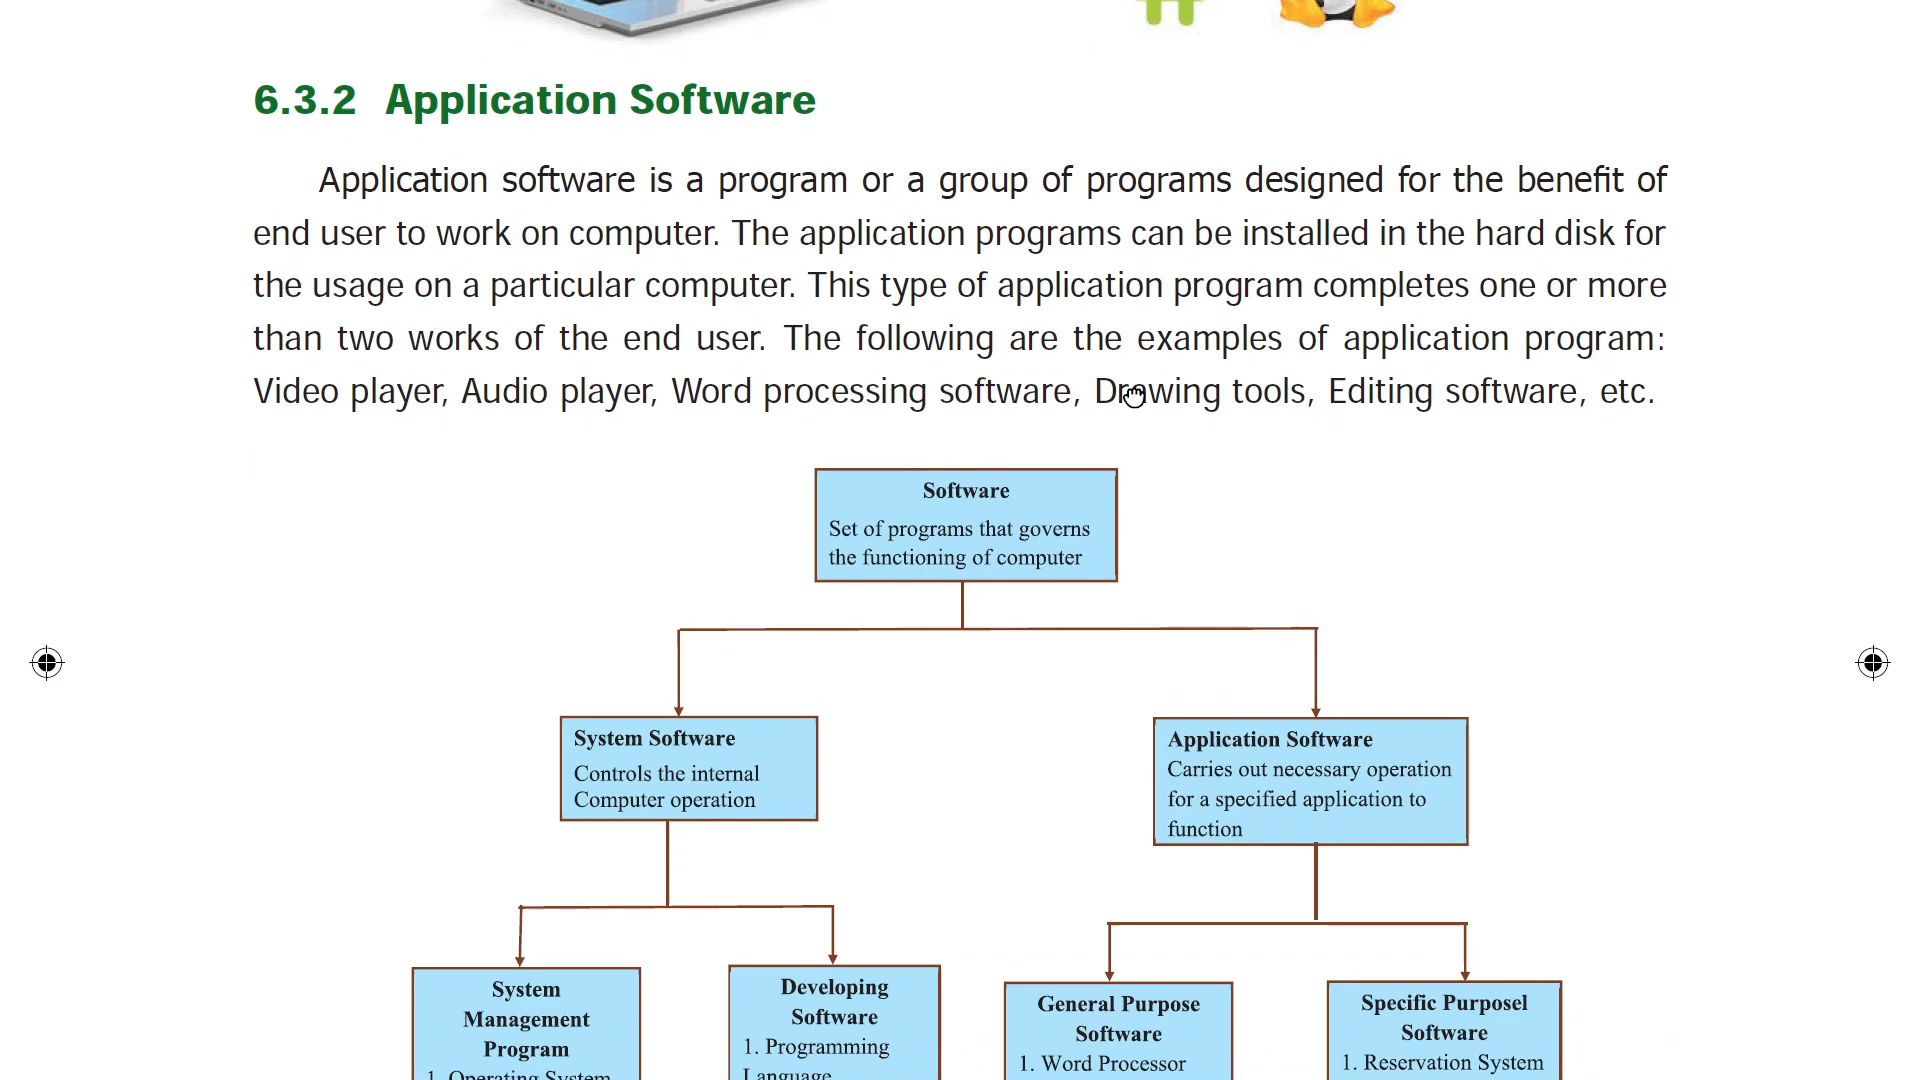 6.3.2 Application Software
Application software is a program or a group of programs designed for the benefit of
end user to work on computer. The application programs can be installed in the hard disk for
the usage on a particular computer. This type of application program completes one or more
than two works of the end user. The following are the examples of application program:
Video player, Audio player, Word processing software, Drawing tools, Editing software, etc.
Software
Set of programs that governs
the functioning of computer
System Software
Controls the internal
Computer operation
Application Software
Carries out necessary operation
for a specified application to
function
System
Management
Program
1. Operating System
Developing
Software
1. Programming
Language
General Purpose
Software
1. Word Processor
Specific Purposel
Software
1. Reservation System